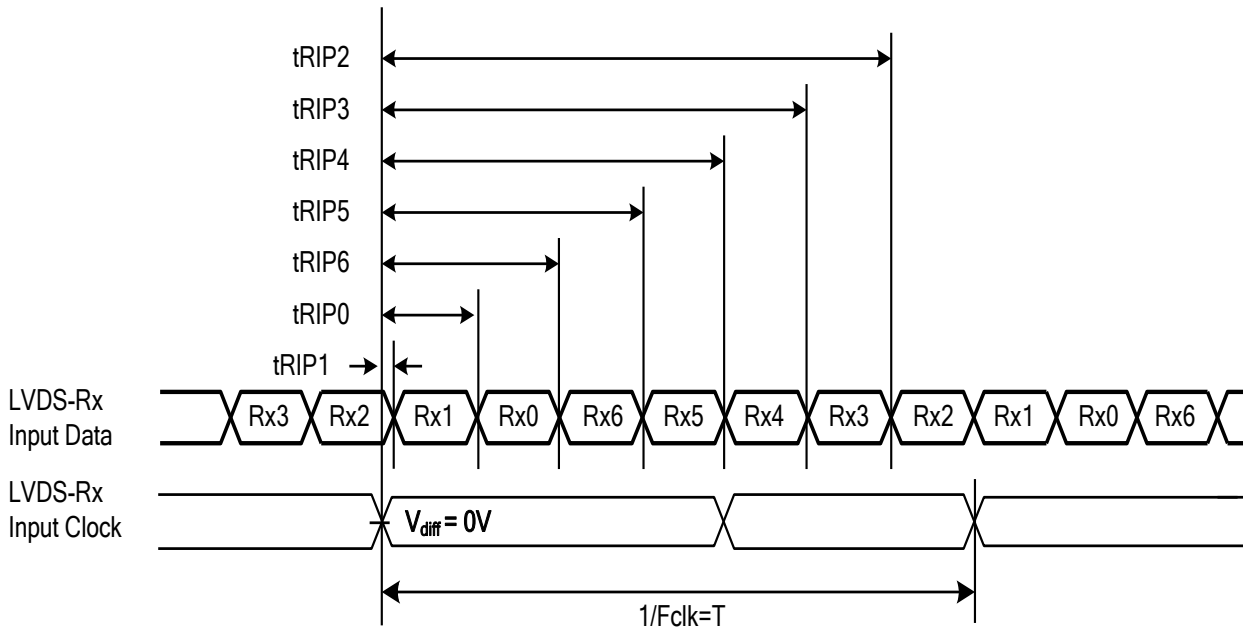 tRIP2
tRIP3
tRIP4
tRIP5
tRIP6
tRIP0
tRIP1
LVDS-Rx
Input Data
Rx3 Rx2 Rx1 Rx0 Rx6 Rx5 Rx4 Rx3 Rx2 Rx1 Rx0 Rx6
LVDS-Rx
Input Clock
Vdiff = 0V
1/Fclk=T